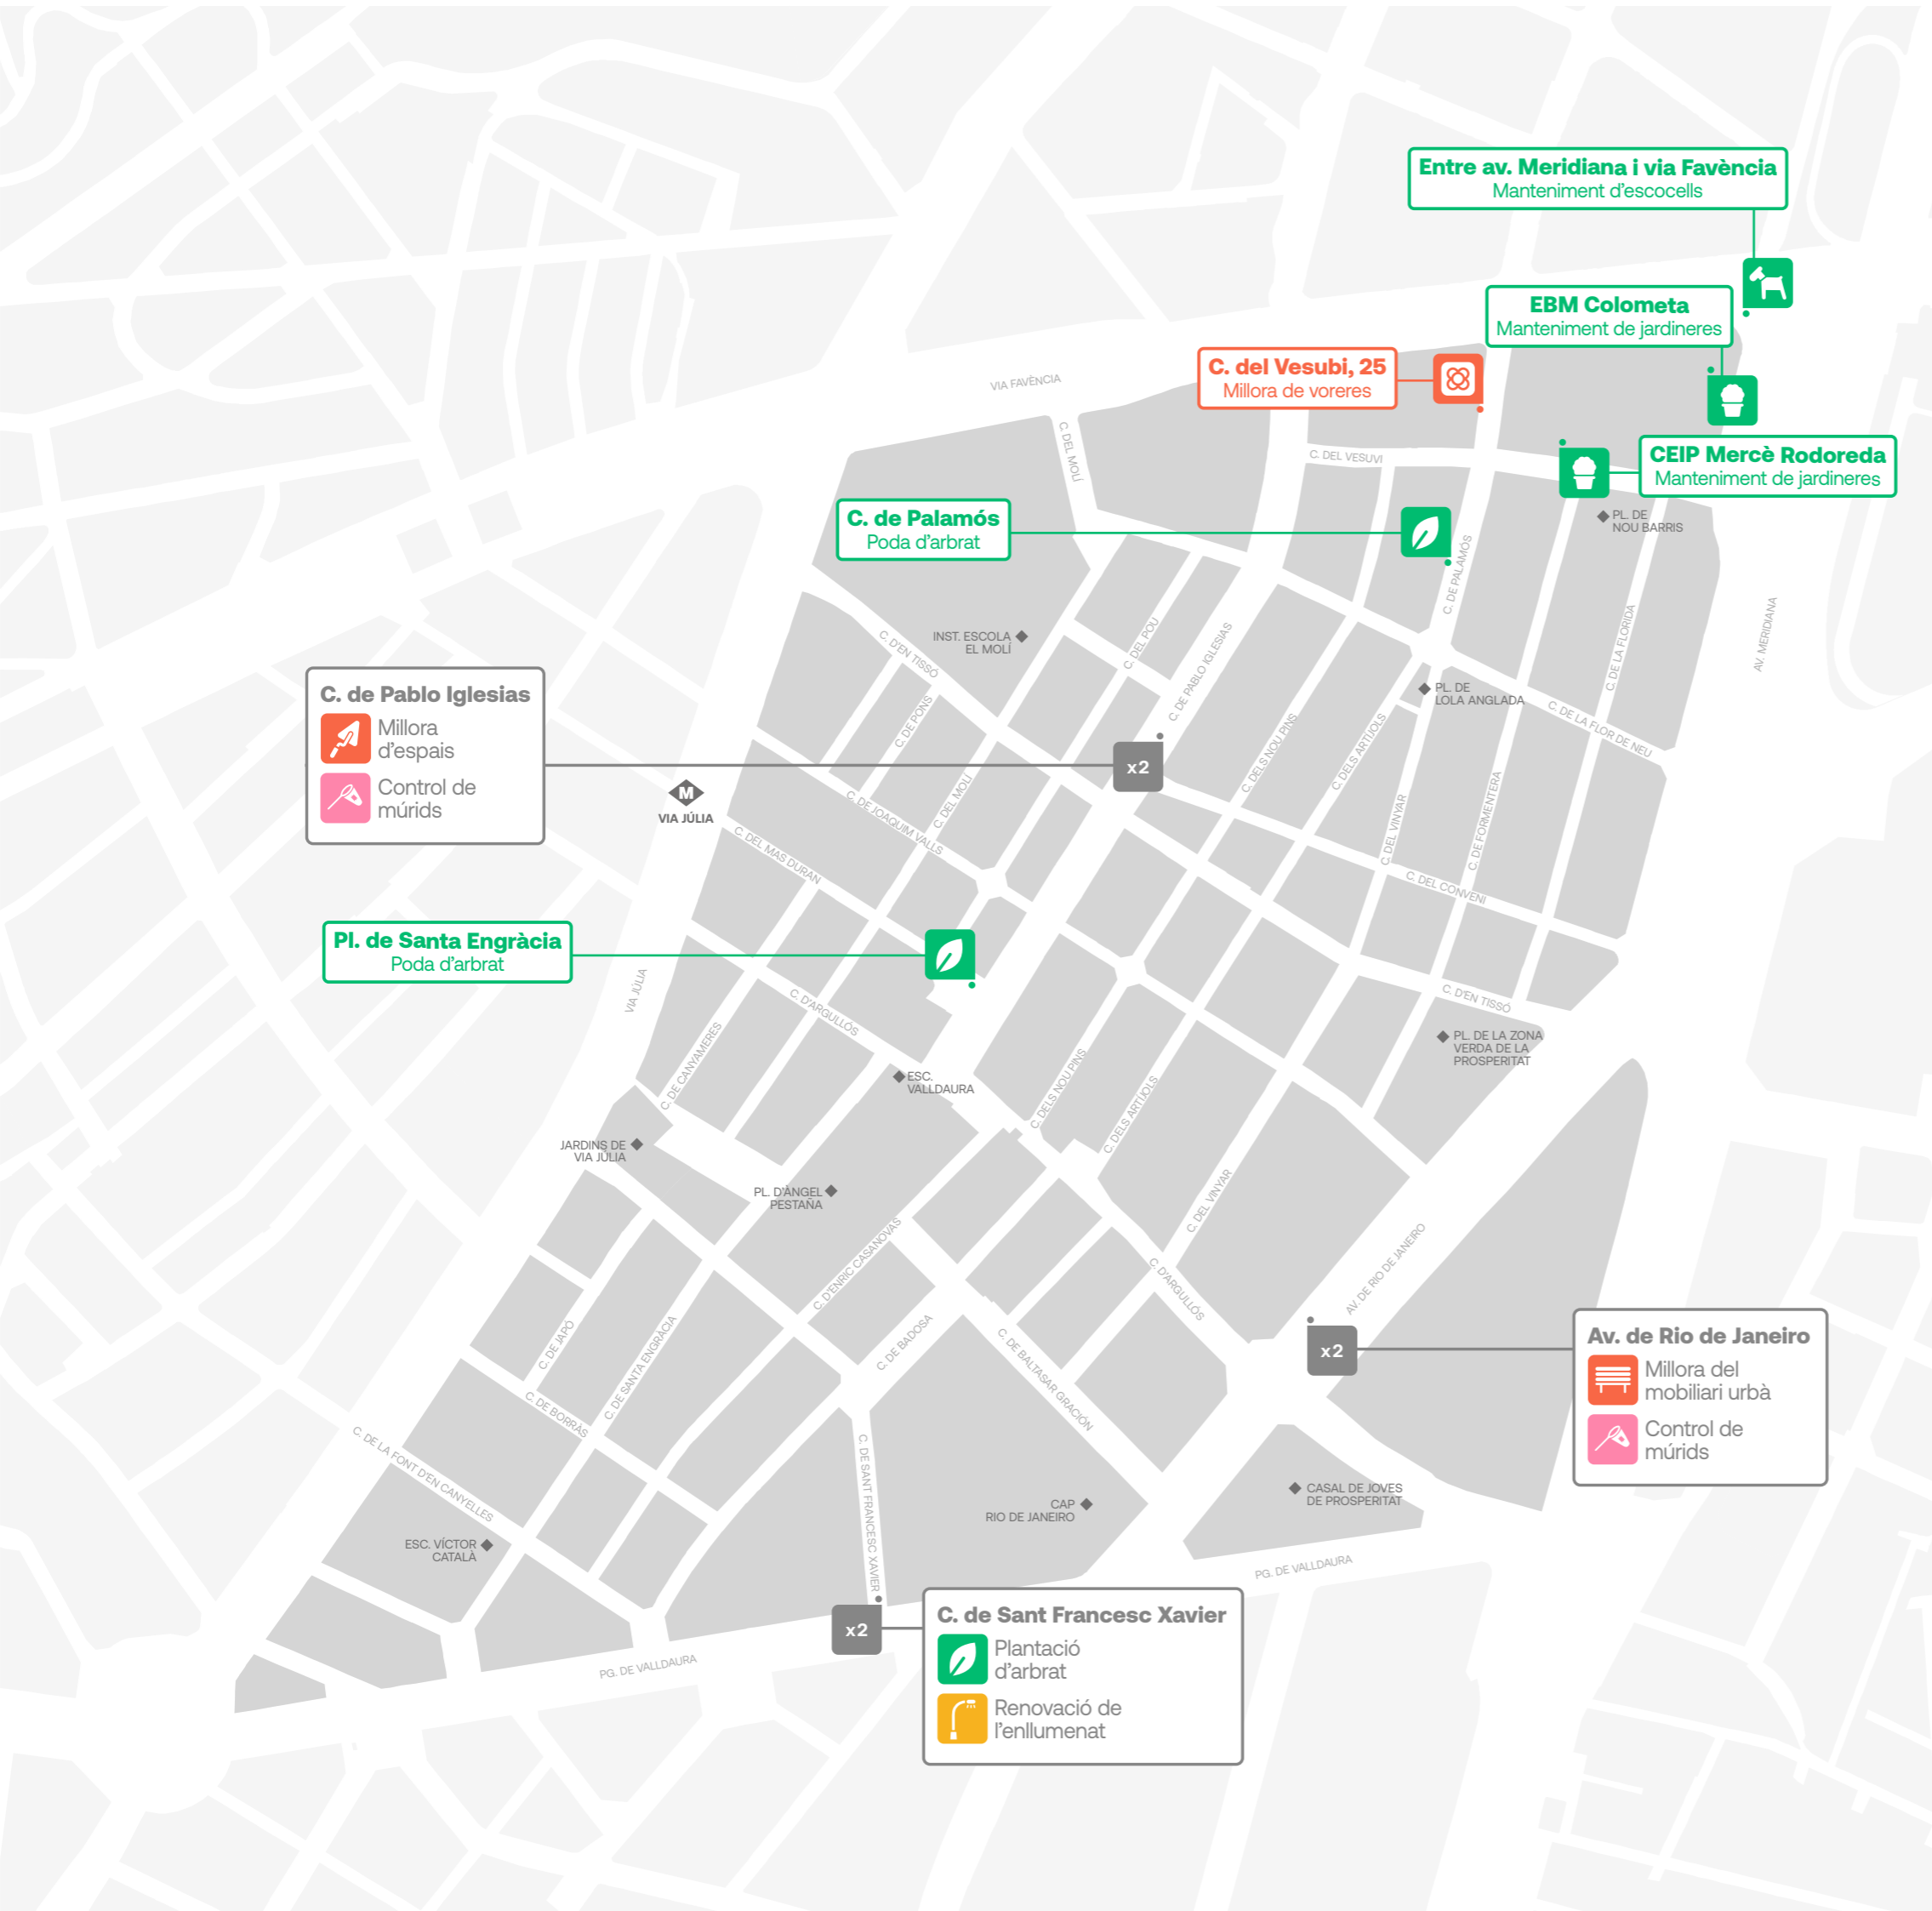 Entre av. Meridiana i via Favència
Manteniment d'escocells
EBM Colometa
Manteniment de jardineres
C. del Vesubi, 25
Millora de voreres
VIA FAVÈNCIA
C. DEL MOLÍ
C. DEL VESUVI
CEIP Mercè Rodoreda
Manteniment de jardineres
C. de Palamós
Poda d'arbrat
PL. DE
NOU BARRIS
C. DE PALAMÓS
AV. MERIDIANA
C. DE LA FLORIDA
INST. ESCOLA
EL MOLÍ
C. D'EN TISSÓ
C. DEL POU
C. DE PABLO IGLESIAS
PL. DE
LOLA ANGLADA
C. DE LA FLOR DE NEU
C. de Pablo Iglesias
Millora
d'espais
Control de
múrids
x2
C. DE PONS
C. DELS NOU PINS
C. DELS ARTIJOLS
M
VIA JÚLIA
C. DE JOAQUIM VALLS
C. DEL MOLÍ
C. DEL MAS DURAN
C. DEL VINYAR
C. DE FORMENTERA
C. DEL CONVENI
Pl. de Santa Engràcia
Poda d'arbrat
VIA JÚLIA
C. D'ARGULLÓS
C. D'EN TISSÓ
C. DE CANYAMERES
PL. DE LA ZONA
VERDA DE LA
PROSPERITAT
ESC.
VALLDAURA
C. DELS NOU PINS
C. DELS ARTIJOLS
JARDINS DE
VIA JÚLIA
PL. D'ÀNGEL
PESTAÑA
C. DEL VINYAR
C. D'ENRIC CASANOVAS
C. D'ARGULLÓS
AV. DE RIO DE JANEIRO
C. DE JAPÓ
C. DE SANTA ENGRÀCIA
C. DE BADOSA
C. DE BALTASAR GRACIÓN
x2
Av. de Rio de Janeiro
Millora del
mobiliari urbà
Control de
múrids
C. DE BORRÀS
C. DE LA FONT D'EN CANYELLES
C. DE SANT FRANCESC XAVIER
CAP
RIO DE JANEIRO
CASAL DE JOVES
DE PROSPERITAT
ESC. VÍCTOR
CATALÀ
PG. DE VALLDAURA
x2
C. de Sant Francesc Xavier
Plantació
d'arbrat
Renovació de
l'enllumenat
PG. DE VALLDAURA